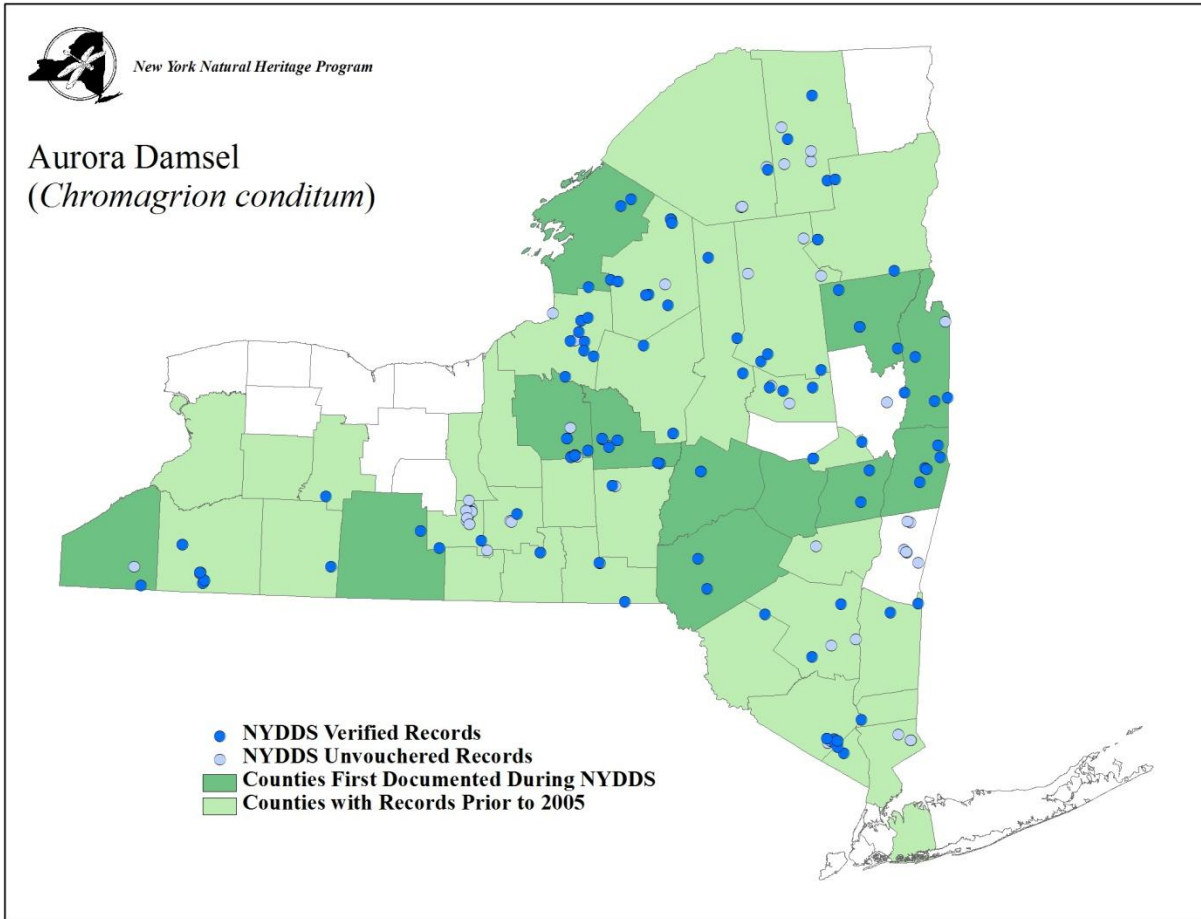 New York Natural Heritage Program
Aurora Damsel
(Chromagrion conditum)
NYDDS Verified Records
NYDDS Unvouchered Records
Counties First Documented During NYDDS
Counties with Records Prior to 2005